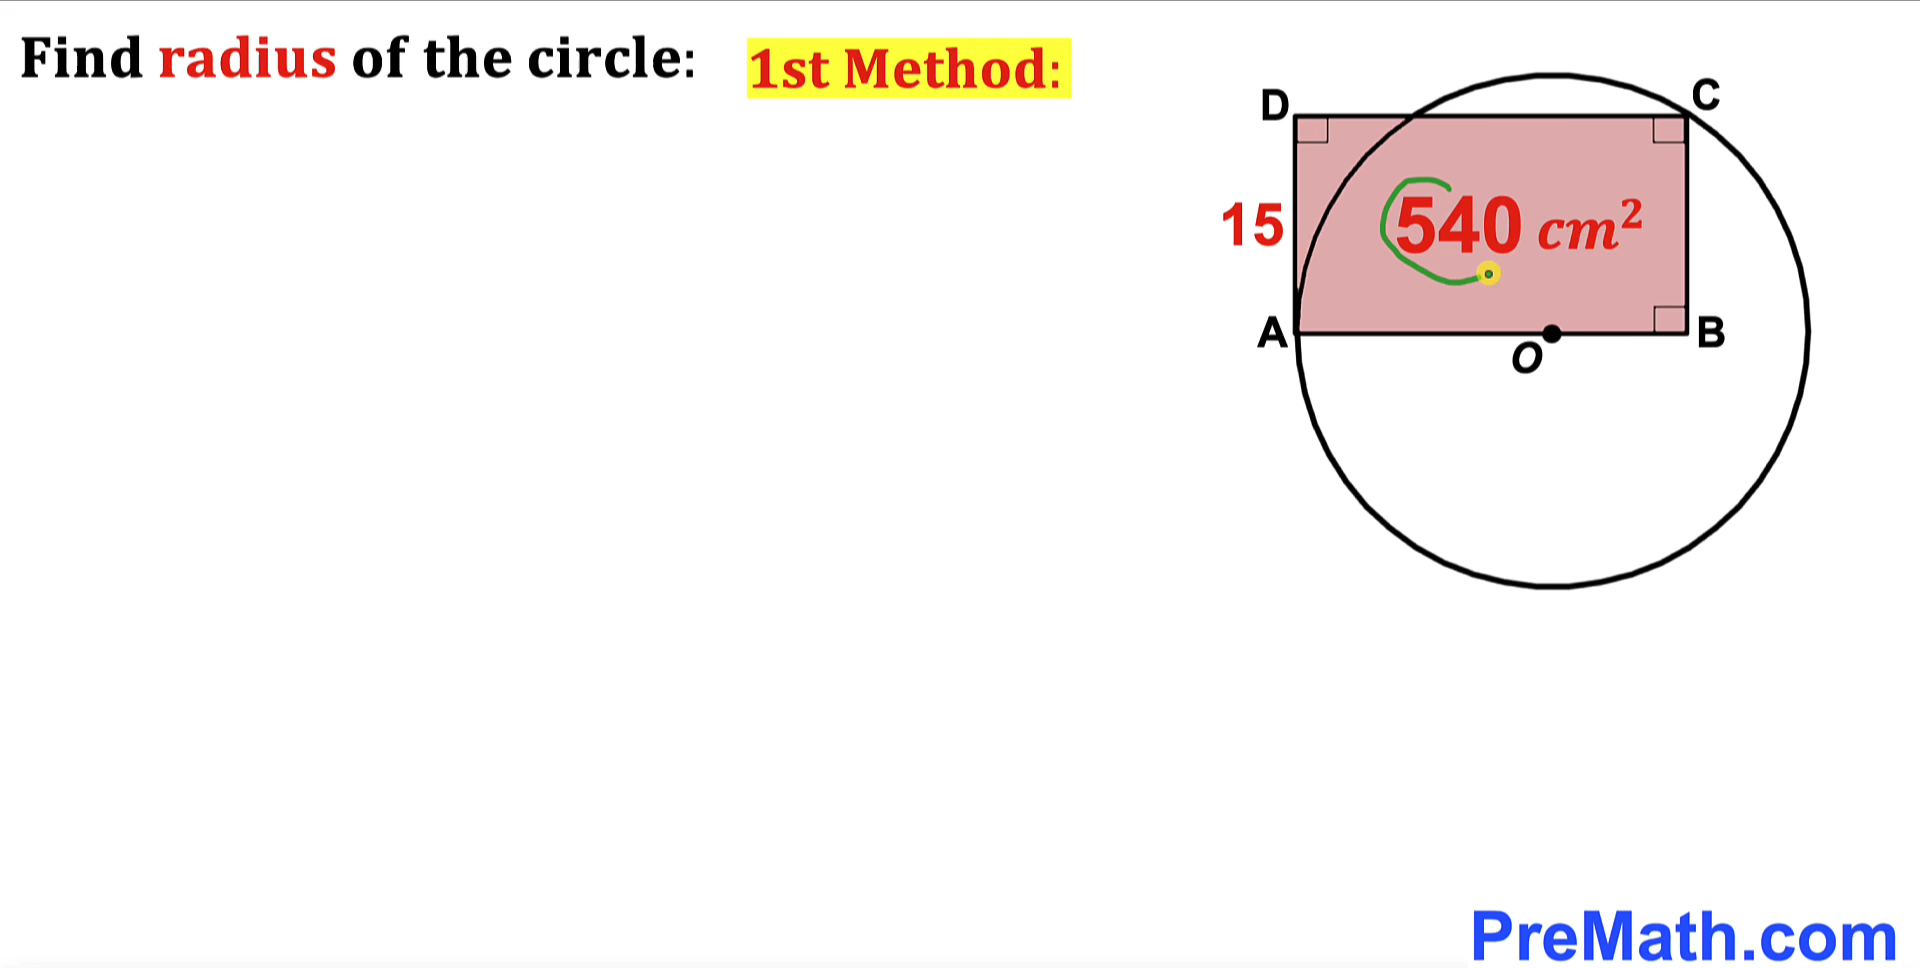 Find radius of the circle: 1st Method:
D
C
15
540 cm²
A
B
O
PreMath.com